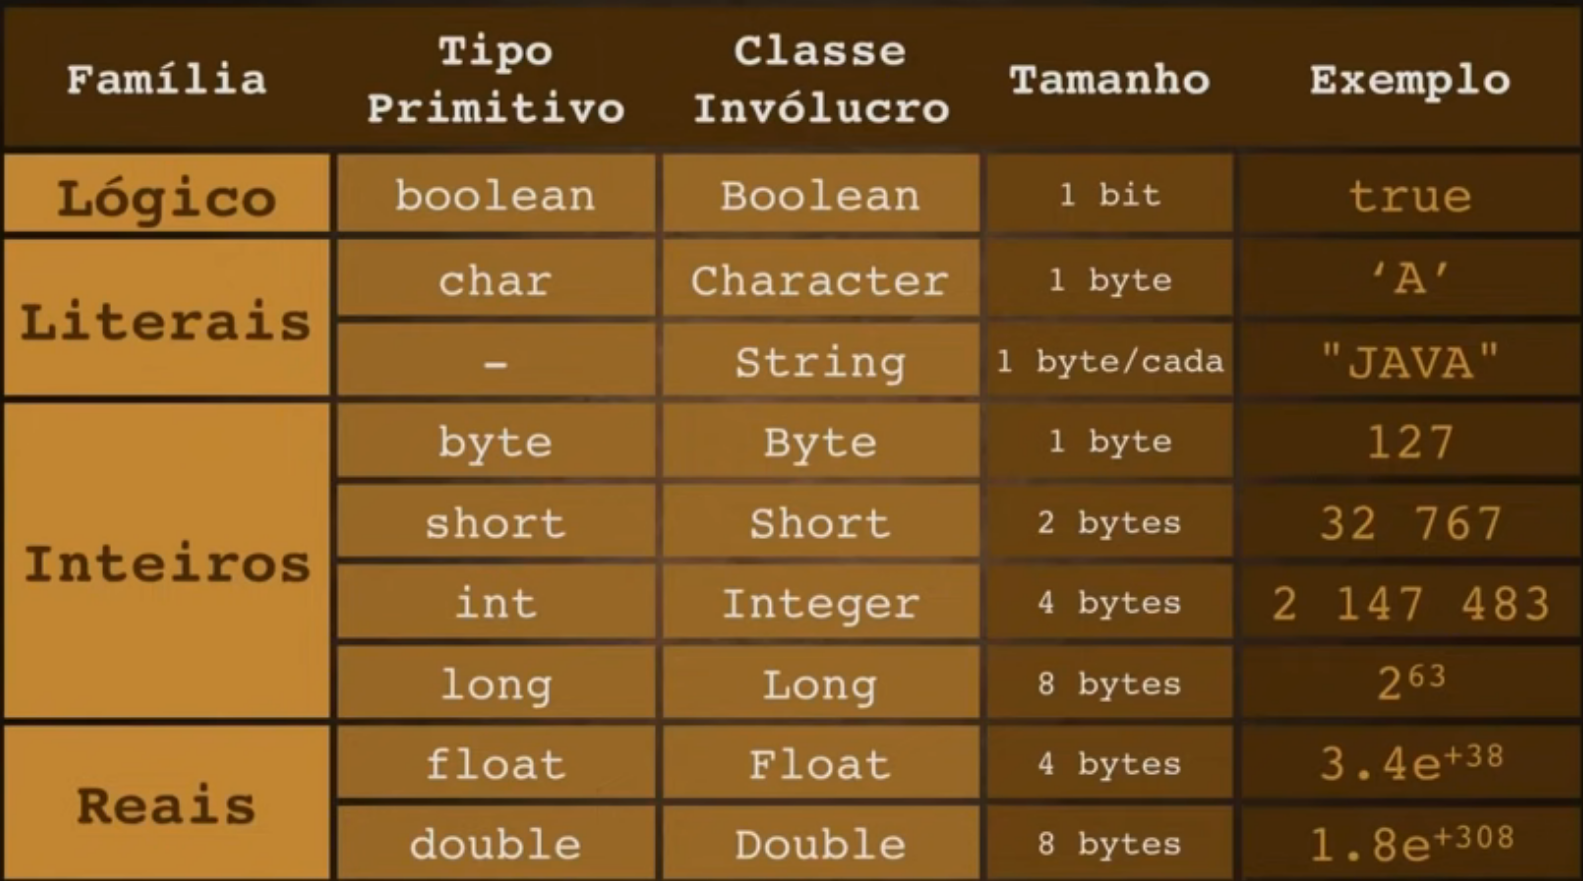 Família Tipo Primitivo Classe Invólucro Tamanho Exemplo
Lógico boolean Boolean 1 bit true
Literais char Character 1 byte ‘A’
- String 1 byte/cada "JAVA"
Inteiros byte Byte 1 byte 127
short Short 2 bytes 32 767
int Integer 4 bytes 2 147 483
long Long 8 bytes 2⁶³
Reais float Float 4 bytes 3.4e⁺³⁸
double Double 8 bytes 1.8e⁺³⁰⁸